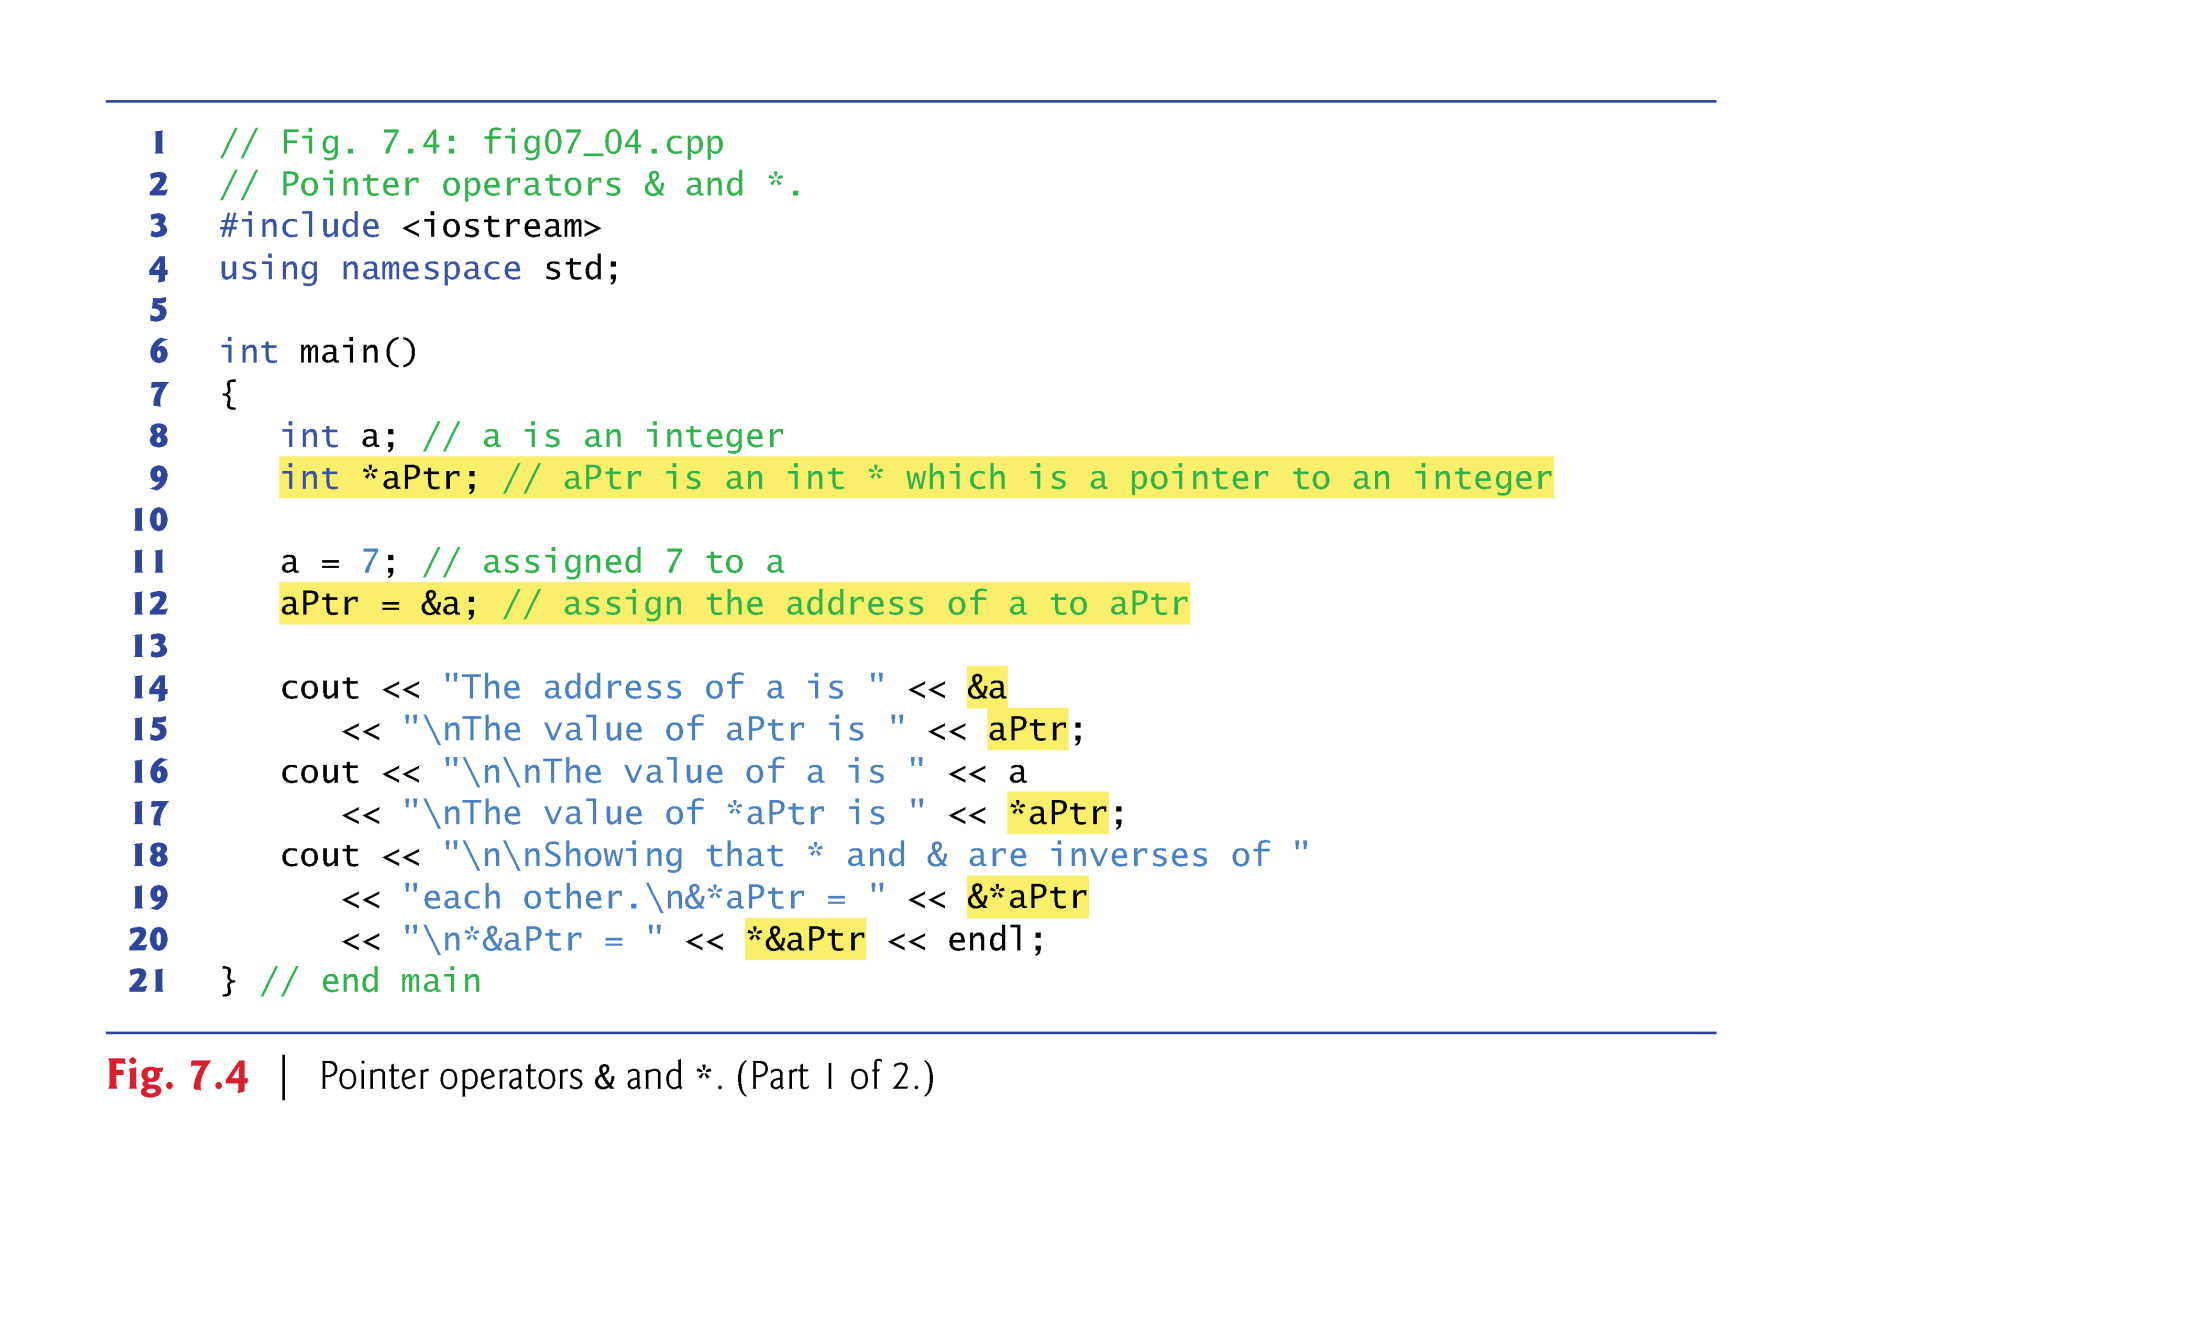 1 // Fig. 7.4: fig07_04.cpp
2 // Pointer operators & and *.
3 #include <iostream>
4 using namespace std;
5
6 int main()
7 {
8    int a; // a is an integer
9    int *aPtr; // aPtr is an int * which is a pointer to an integer
10
11    a = 7; // assigned 7 to a
12    aPtr = &a; // assign the address of a to aPtr
13
14    cout << "The address of a is " << &a
15       << "\nThe value of aPtr is " << aPtr;
16    cout << "\n\nThe value of a is " << a
17       << "\nThe value of *aPtr is " << *aPtr;
18    cout << "\n\nShowing that * and & are inverses of "
19       << "each other.\n&*aPtr = " << &*aPtr
20       << "\n*&aPtr = " << *&aPtr << endl;
21 } // end main
Fig. 7.4 | Pointer operators & and *. (Part 1 of 2.)